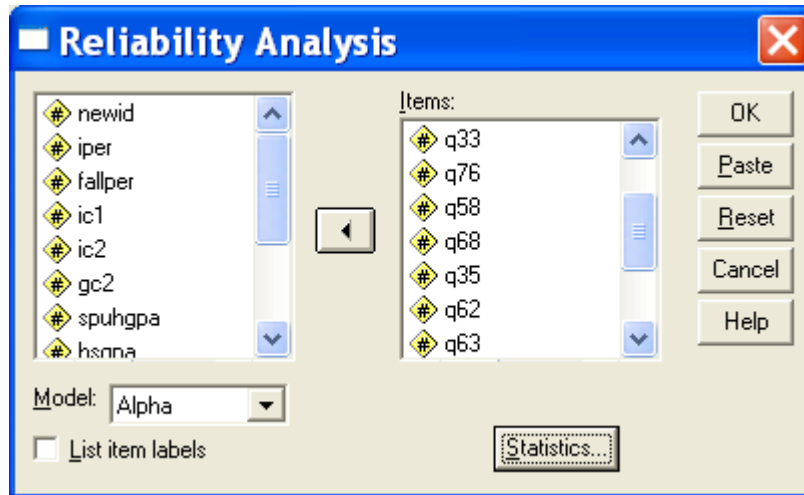 Reliability Analysis
newid
iper
fallper
ic1
ic2
gc2
spuhgpa
hsgpa
Items:
q33
q76
q58
q68
q35
q62
q63
OK
Paste
Reset
Cancel
Help
Model: Alpha
List item labels
Statistics...